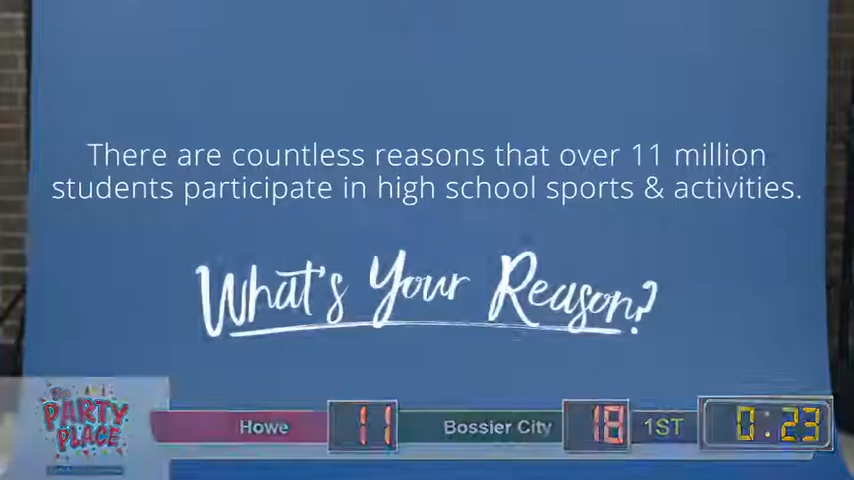 There are countless reasons that over 11 million
students participate in high school sports & activities.
What's Your Reason?
PARTY
PLACE
Howe 11 Bossier City 18 1ST 0:23